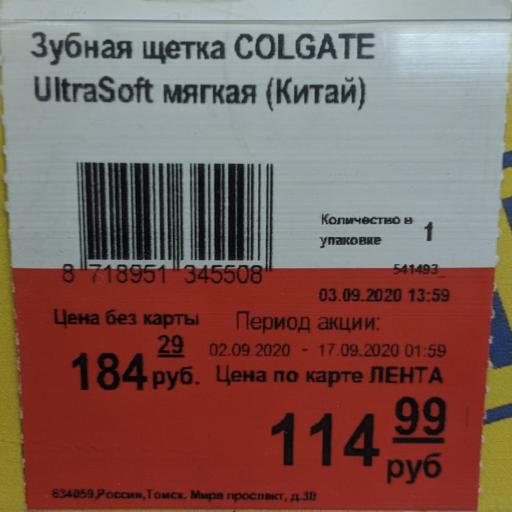 Зубная щетка COLGATE
UltraSoft мягкая (Китай)
Количество в
упаковке 1
8 718951 345508
541493_
03.09.2020 13:59
Цена без карты
Период акции:
184 29 руб.
02.09.2020 - 17.09.2020 01:59
Цена по карте ЛЕНТА
114 99 руб
634059,Россия,Томск, Мира проспект, д.30